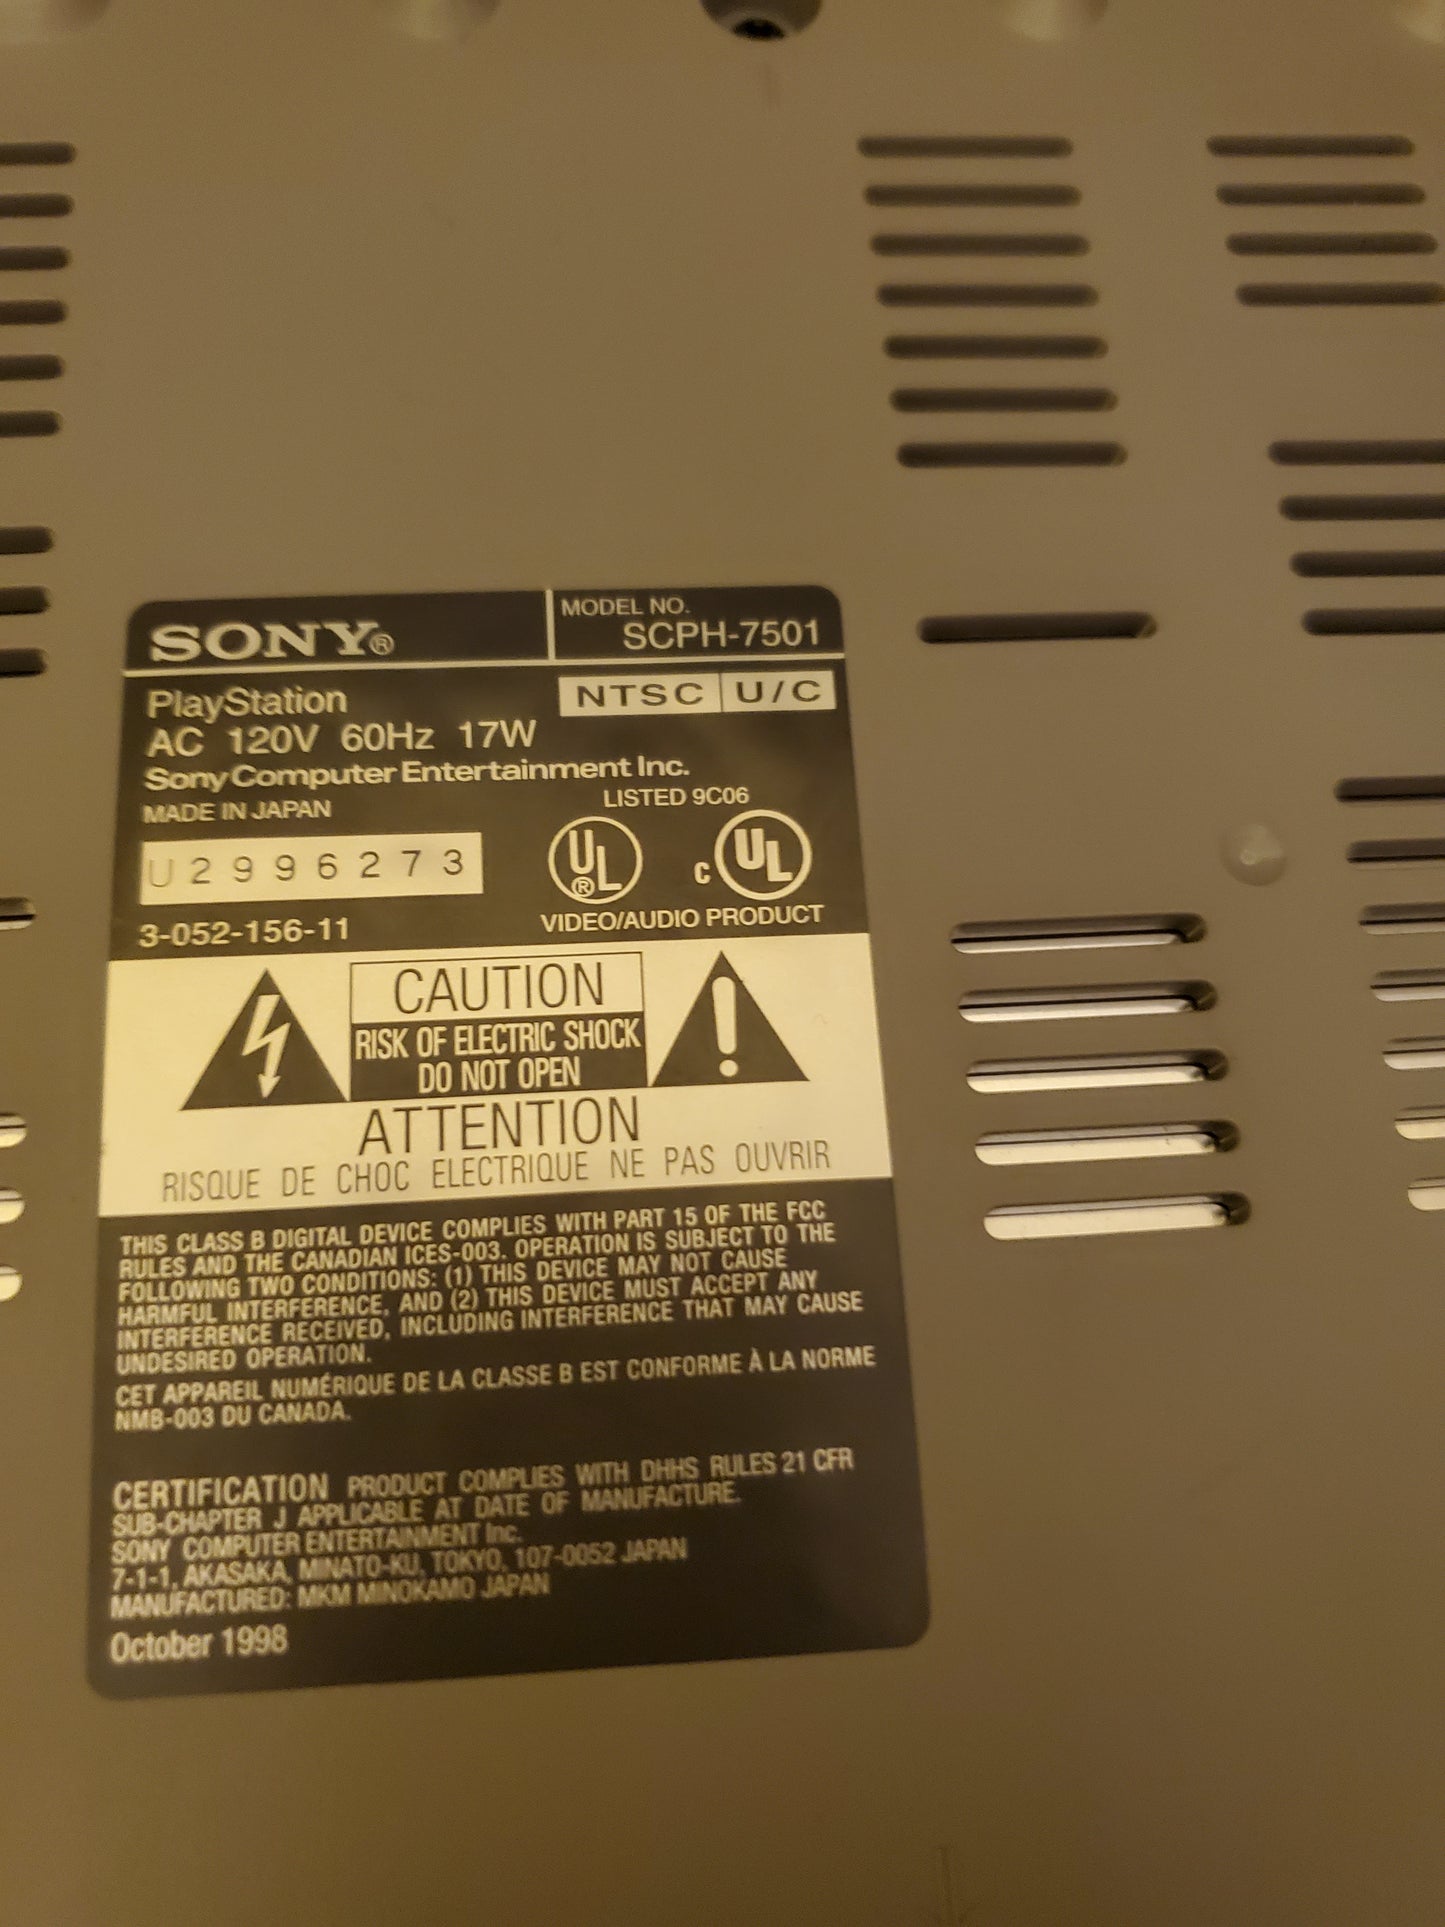 SONY®
MODEL NO.
SCPH-7501
PlayStation
NTSC U/C
AC 120V 60Hz 17W
Sony Computer Entertainment Inc.
MADE IN JAPAN
LISTED 9C06
U2996273
UL® c UL
3-052-156-11
VIDEO/AUDIO PRODUCT
CAUTION
RISK OF ELECTRIC SHOCK
DO NOT OPEN
ATTENTION
RISQUE DE CHOC ELECTRIQUE NE PAS OUVRIR
THIS CLASS B DIGITAL DEVICE COMPLIES WITH PART 15 OF THE FCC
RULES AND THE CANADIAN ICES-003. OPERATION IS SUBJECT TO THE
FOLLOWING TWO CONDITIONS: (1) THIS DEVICE MAY NOT CAUSE
HARMFUL INTERFERENCE, AND (2) THIS DEVICE MUST ACCEPT ANY
INTERFERENCE RECEIVED, INCLUDING INTERFERENCE THAT MAY CAUSE
UNDESIRED OPERATION.
CET APPAREIL NUMÉRIQUE DE LA CLASSE B EST CONFORME À LA NORME
NMB-003 DU CANADA.
CERTIFICATION PRODUCT COMPLIES WITH DHHS RULES 21 CFR
SUB-CHAPTER J APPLICABLE AT DATE OF MANUFACTURE.
SONY COMPUTER ENTERTAINMENT Inc.
7-1-1, AKASAKA, MINATO-KU, TOKYO, 107-0052 JAPAN
MANUFACTURED: MKM MINOKAMO JAPAN
October 1998